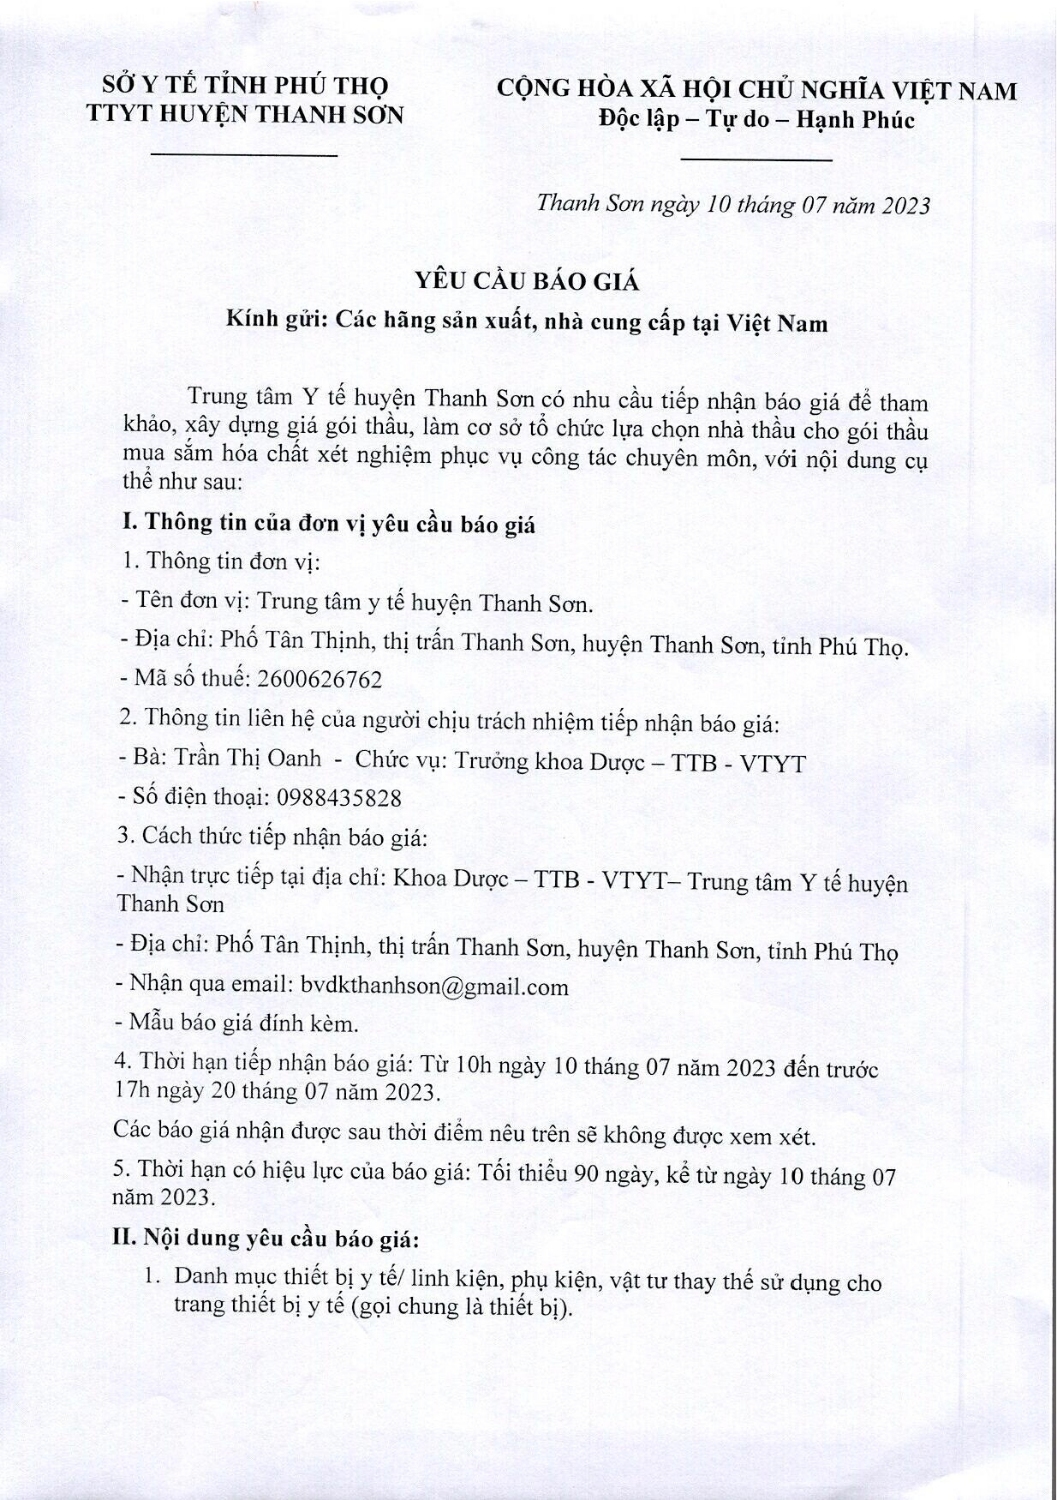 SỞ Y TẾ TỈNH PHÚ THỌ
TTYT HUYỆN THANH SƠN
CỘNG HÒA XÃ HỘI CHỦ NGHĨA VIỆT NAM
Độc lập – Tự do – Hạnh Phúc
Thanh Sơn ngày 10 tháng 07 năm 2023
YÊU CẦU BÁO GIÁ
Kính gửi: Các hãng sản xuất, nhà cung cấp tại Việt Nam
Trung tâm Y tế huyện Thanh Sơn có nhu cầu tiếp nhận báo giá để tham
khảo, xây dựng giá gói thầu, làm cơ sở tổ chức lựa chọn nhà thầu cho gói thầu
mua sắm hóa chất xét nghiệm phục vụ công tác chuyên môn, với nội dung cụ
thể như sau:
I. Thông tin của đơn vị yêu cầu báo giá
1. Thông tin đơn vị:
- Tên đơn vị: Trung tâm y tế huyện Thanh Sơn.
- Địa chỉ: Phố Tân Thịnh, thị trấn Thanh Sơn, huyện Thanh Sơn, tỉnh Phú Thọ.
- Mã số thuế: 2600626762
2. Thông tin liên hệ của người chịu trách nhiệm tiếp nhận báo giá:
- Bà: Trần Thị Oanh - Chức vụ: Trưởng khoa Dược – TTB - VTYT
- Số điện thoại: 0988435828
3. Cách thức tiếp nhận báo giá:
- Nhận trực tiếp tại địa chỉ: Khoa Dược – TTB - VTYT– Trung tâm Y tế huyện
Thanh Sơn
- Địa chỉ: Phố Tân Thịnh, thị trấn Thanh Sơn, huyện Thanh Sơn, tỉnh Phú Thọ
- Nhận qua email: bvdkthanhson@gmail.com
- Mẫu báo giá đính kèm.
4. Thời hạn tiếp nhận báo giá: Từ 10h ngày 10 tháng 07 năm 2023 đến trước
17h ngày 20 tháng 07 năm 2023.
Các báo giá nhận được sau thời điểm nêu trên sẽ không được xem xét.
5. Thời hạn có hiệu lực của báo giá: Tối thiểu 90 ngày, kể từ ngày 10 tháng 07
năm 2023.
II. Nội dung yêu cầu báo giá:
1. Danh mục thiết bị y tế/ linh kiện, phụ kiện, vật tư thay thế sử dụng cho
trang thiết bị y tế (gọi chung là thiết bị).